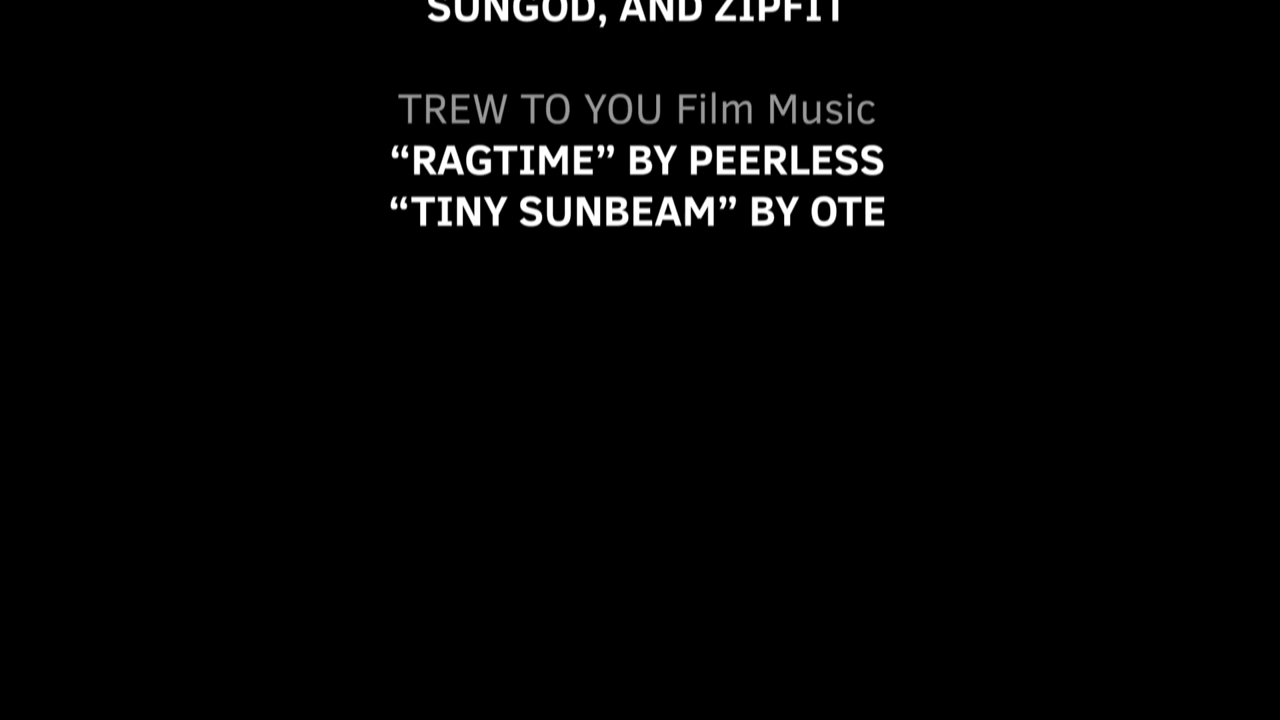 SUNGOD, AND ZIPFIT
TREW TO YOU Film Music
“RAGTIME” BY PEERLESS
“TINY SUNBEAM” BY OTE